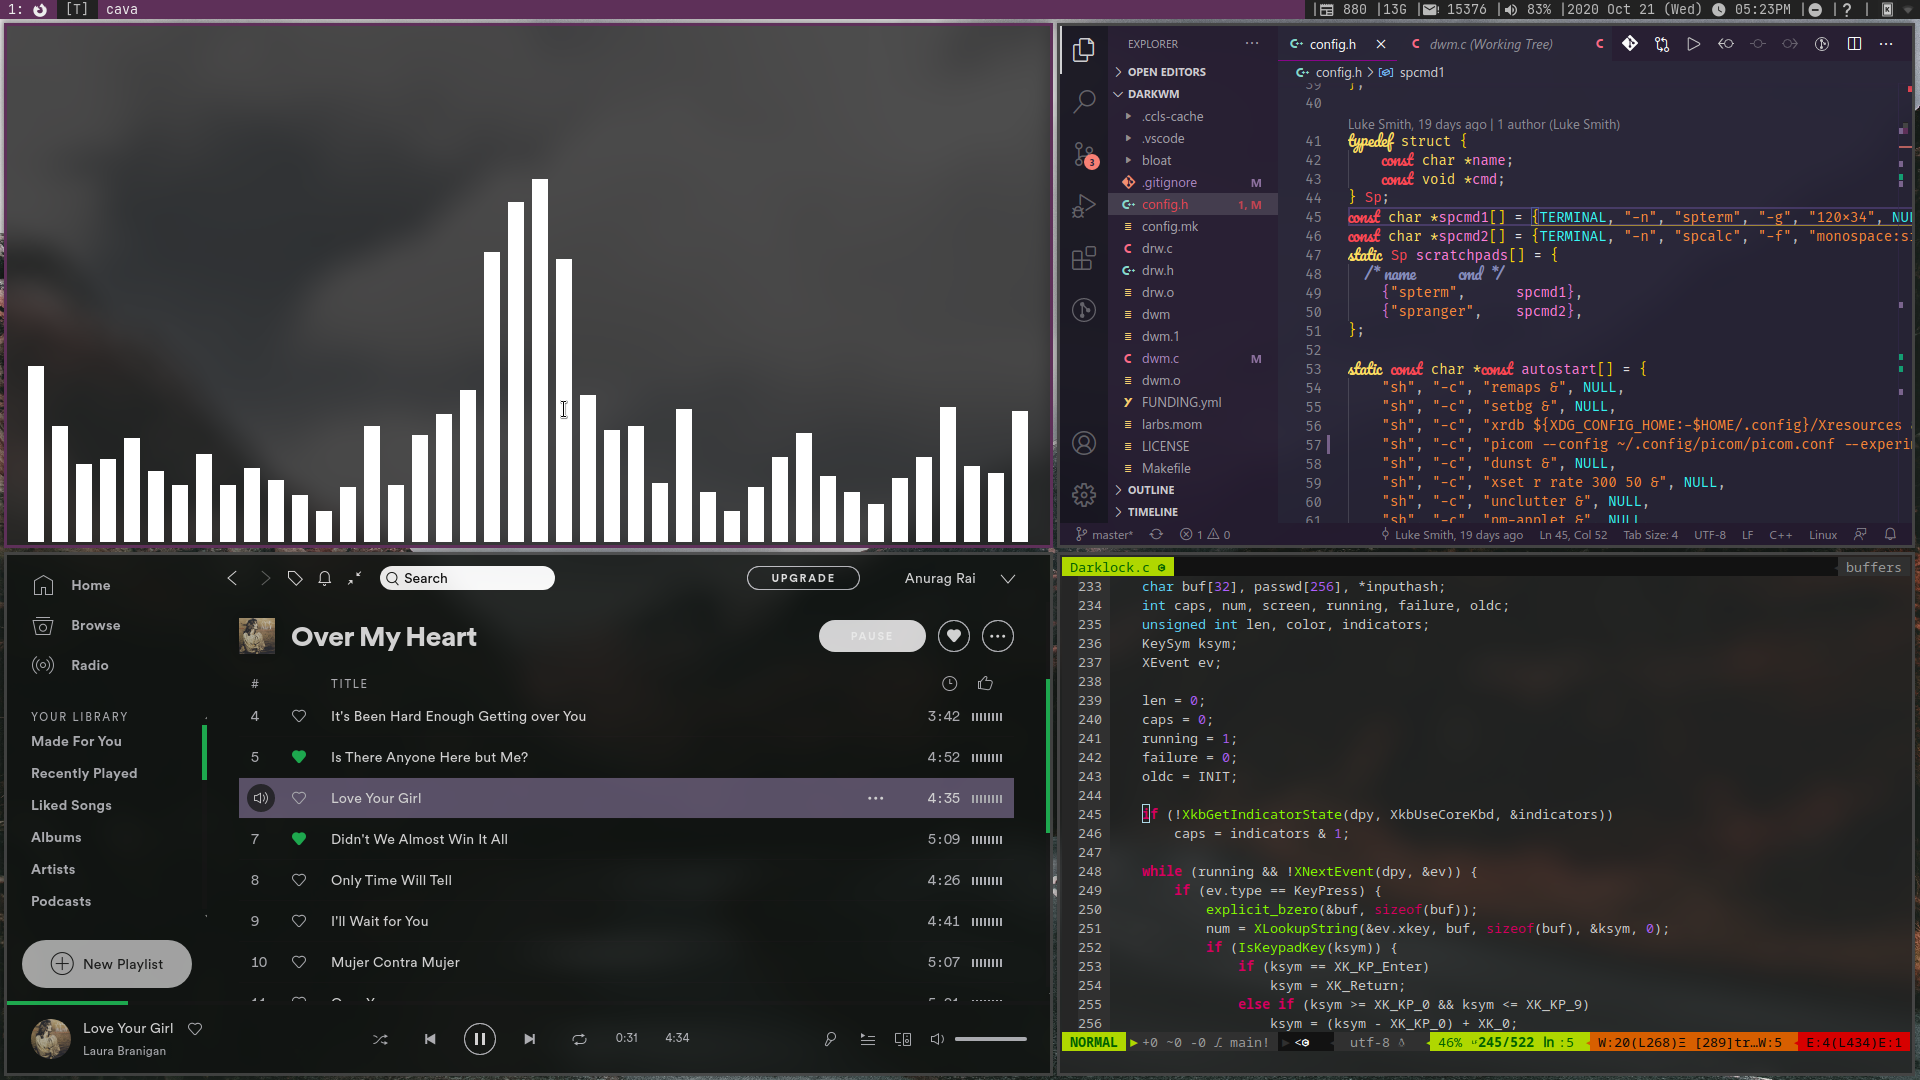 1: [T] cava
880 |13G | 15376 | 83% |2020 Oct 21 (Wed) 05:23PM| |? |
EXPLORER ···
OPEN EDITORS
DARKWM
.ccls-cache
.vscode
bloat
.gitignore M
config.h 1, M
config.mk
drw.c
drw.h
drw.o
dwm
dwm.1
dwm.c M
dwm.o
FUNDING.yml
larbs.mom
LICENSE
Makefile
OUTLINE
TIMELINE
3
config.h × dwm.c (Working Tree)
config.h > spcmd1
39 };
40
Luke Smith, 19 days ago | 1 author (Luke Smith)
41 typedef struct {
42 const char *name;
43 const void *cmd;
44 } Sp;
45 const char *spcmd1[] = {TERMINAL, "-n", "spterm", "-g", "120×34", NUL
46 const char *spcmd2[] = {TERMINAL, "-n", "spcalc", "-f", "monospace:si
47 static Sp scratchpads[] = {
48 /* name cmd */
49 {"spterm", spcmd1},
50 {"spranger", spcmd2},
51 };
52
53 static const char *const autostart[] = {
54 "sh", "-c", "remaps &", NULL,
55 "sh", "-c", "setbg &", NULL,
56 "sh", "-c", "xrdb ${XDG_CONFIG_HOME:-$HOME/.config}/Xresources
57 "sh", "-c", "picom --config ~/.config/picom/picom.conf --experi
58 "sh", "-c", "dunst &", NULL,
59 "sh", "-c", "xset r rate 300 50 &", NULL,
60 "sh", "-c", "unclutter &", NULL,
61 "sh", "-c", "nm-applet &", NULL,
master* 1 0 Luke Smith, 19 days ago Ln 45, Col 52 Tab Size: 4 UTF-8 LF C++ Linux
Home
Browse
Radio
YOUR LIBRARY
Made For You
Recently Played
Liked Songs
Albums
Artists
Podcasts
New Playlist
Search UPGRADE Anurag Rai
Over My Heart PAUSE
# TITLE
4 It's Been Hard Enough Getting over You 3:42
5 Is There Anyone Here but Me? 4:52
Love Your Girl ··· 4:35
7 Didn't We Almost Win It All 5:09
8 Only Time Will Tell 4:26
9 I'll Wait for You 4:41
10 Mujer Contra Mujer 5:07
Love Your Girl
Laura Branigan
0:31 4:34
Darklock.c buffers
233 char buf[32], passwd[256], *inputhash;
234 int caps, num, screen, running, failure, oldc;
235 unsigned int len, color, indicators;
236 KeySym ksym;
237 XEvent ev;
238
239 len = 0;
240 caps = 0;
241 running = 1;
242 failure = 0;
243 oldc = INIT;
244
245 if (!XkbGetIndicatorState(dpy, XkbUseCoreKbd, &indicators))
246 caps = indicators & 1;
247
248 while (running && !XNextEvent(dpy, &ev)) {
249 if (ev.type == KeyPress) {
250 explicit_bzero(&buf, sizeof(buf));
251 num = XLookupString(&ev.xkey, buf, sizeof(buf), &ksym, 0);
252 if (IsKeypadKey(ksym)) {
253 if (ksym == XK_KP_Enter)
254 ksym = XK_Return;
255 else if (ksym >= XK_KP_0 && ksym <= XK_KP_9)
256 ksym = (ksym - XK_KP_0) + XK_0;
NORMAL +0 ~0 -0 main! utf-8 46% 245/522 ln :5 W:20(L268) [289]tr…W:5 E:4(L434) E:1